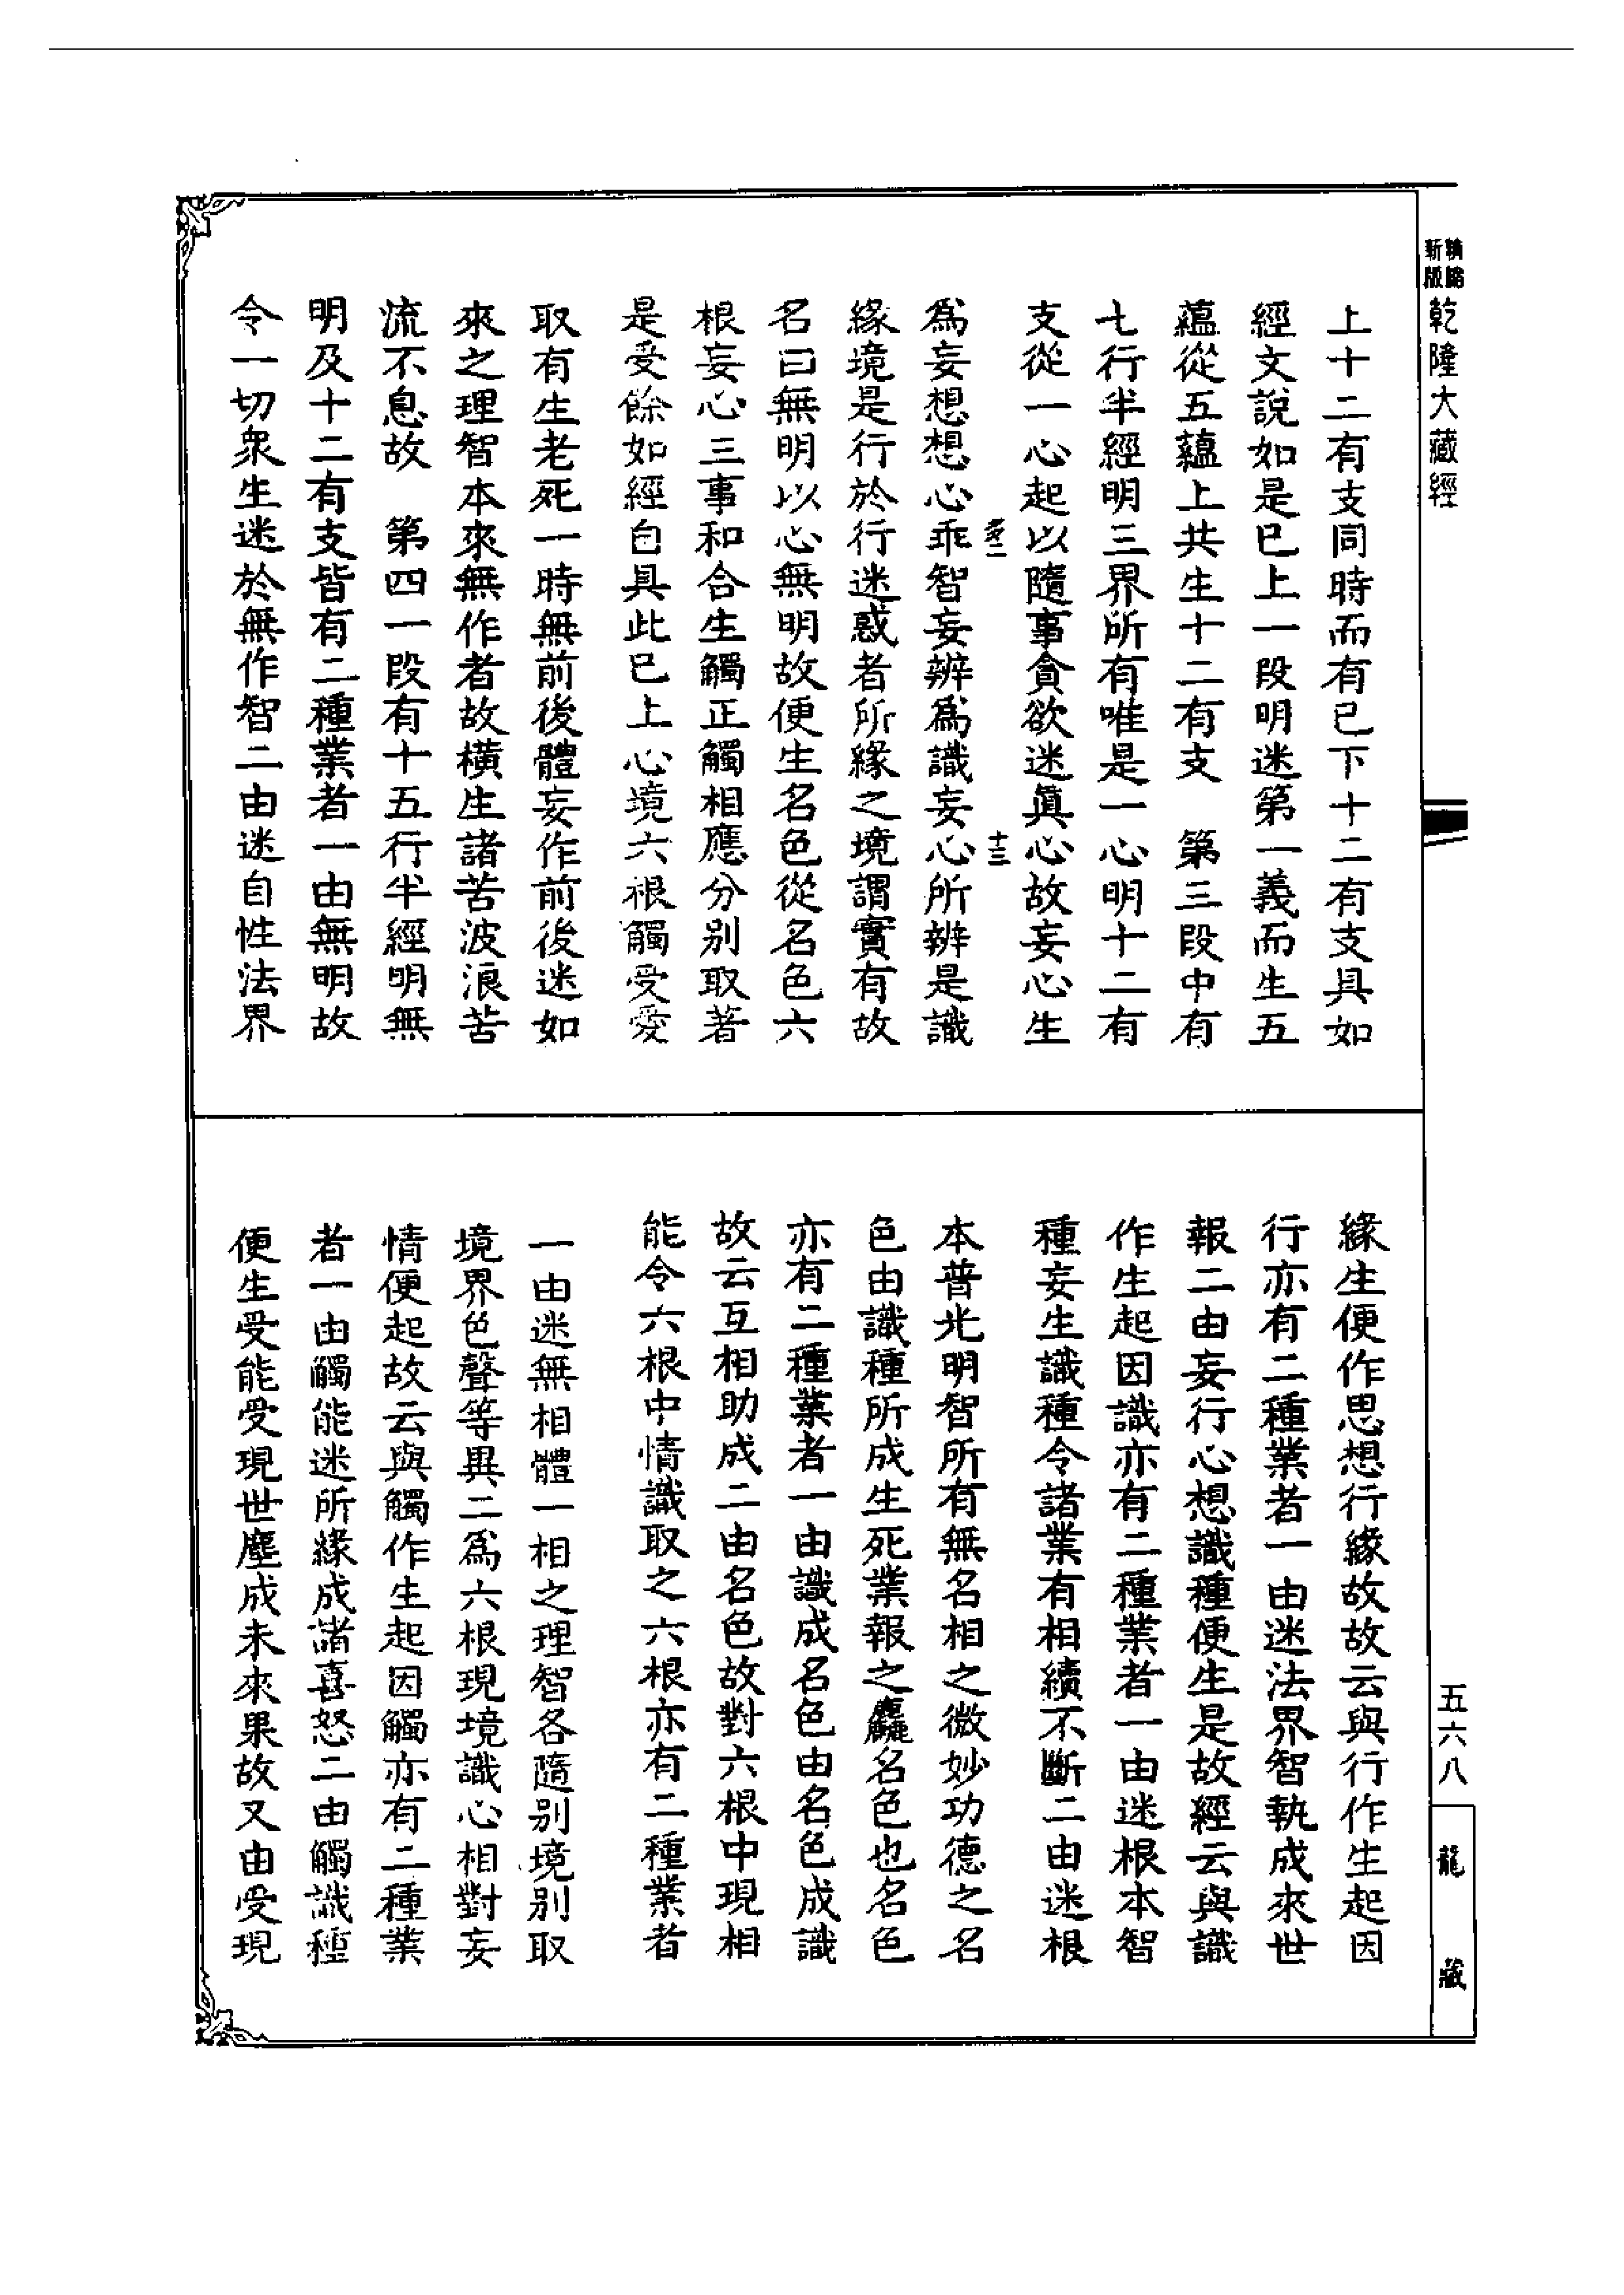 新版
精縮
乾隆大藏經
上十二有支同時而有已下十二有支具如
經文說如是已上一段明迷第一義而生五
蘊從五蘊上共生十二有支　第三段中有
七行半經明三界所有唯是一心明十二有
支從一心起以隨事貪欲迷眞心故妄心生
十三
爲妄想想心乖智妄辨爲識妄心所辨是識
緣境是行於行迷惑者所緣之境謂實有故
名曰無明以心無明故便生名色從名色六
根妄心三事和合生觸正觸相應分别取著
是受餘如經自具此已上心境六根觸受愛
取有生老死一時無前後體妄作前後迷如
來之理智本來無作者故橫生諸苦波浪苦
流不息故　第四一段有十五行半經明無
明及十二有支皆有二種業者一由無明故
令一切衆生迷於無作智二由迷自性法界
緣生便作思想行緣故故云與行作生起因
行亦有二種業者一由迷法界智執成來世
報二由妄行心想識種便生是故經云與識
作生起因識亦有二種業者一由迷根本智
種妄生識種令諸業有相續不斷二由迷根
本普光明智所有無名相之微妙功德之名
色由識種所成生死業報之麤名色也名色
亦有二種業者一由識成名色由名色成識
故云互相助成二由名色故對六根中現相
能令六根中情識取之六根亦有二種業者
一由迷無相體一相之理智各隨别境别取
境界色聲等異二爲六根現境識心相對妄
情便起故云與觸作生起因觸亦有二種業
者一由觸能迷所緣成諸喜怒二由觸識種
便生受能受現世塵成未來果故又由受現
五六八
龍藏